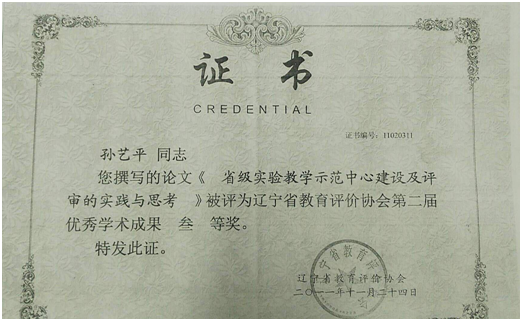 证书
CREDENTIAL
证书编号：11020311
孙艺平 同志
您撰写的论文《 省级实验教学示范中心建设及评
审的实践与思考 》被评为辽宁省教育评价协会第二届
优秀学术成果 叁 等奖。
特发此证。
辽宁省教育评价协会
二〇一一年十一月二十四日
宁省教育